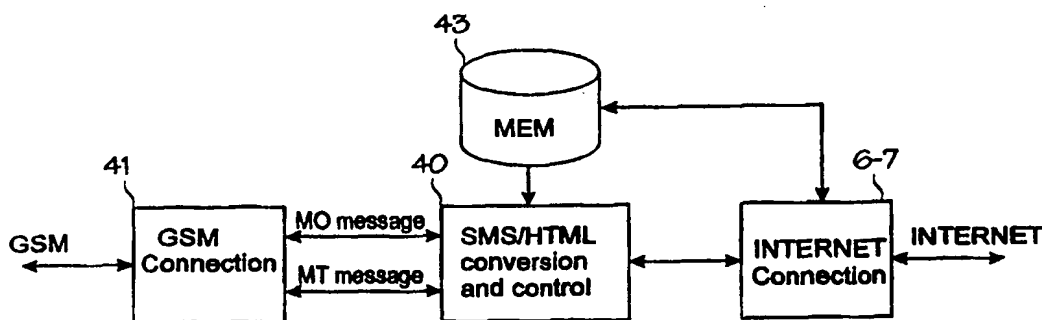 43
MEM
41
40
6-7
GSM
GSM
Connection
MO message
MT message
SMS/HTML
conversion
and control
INTERNET
Connection
INTERNET